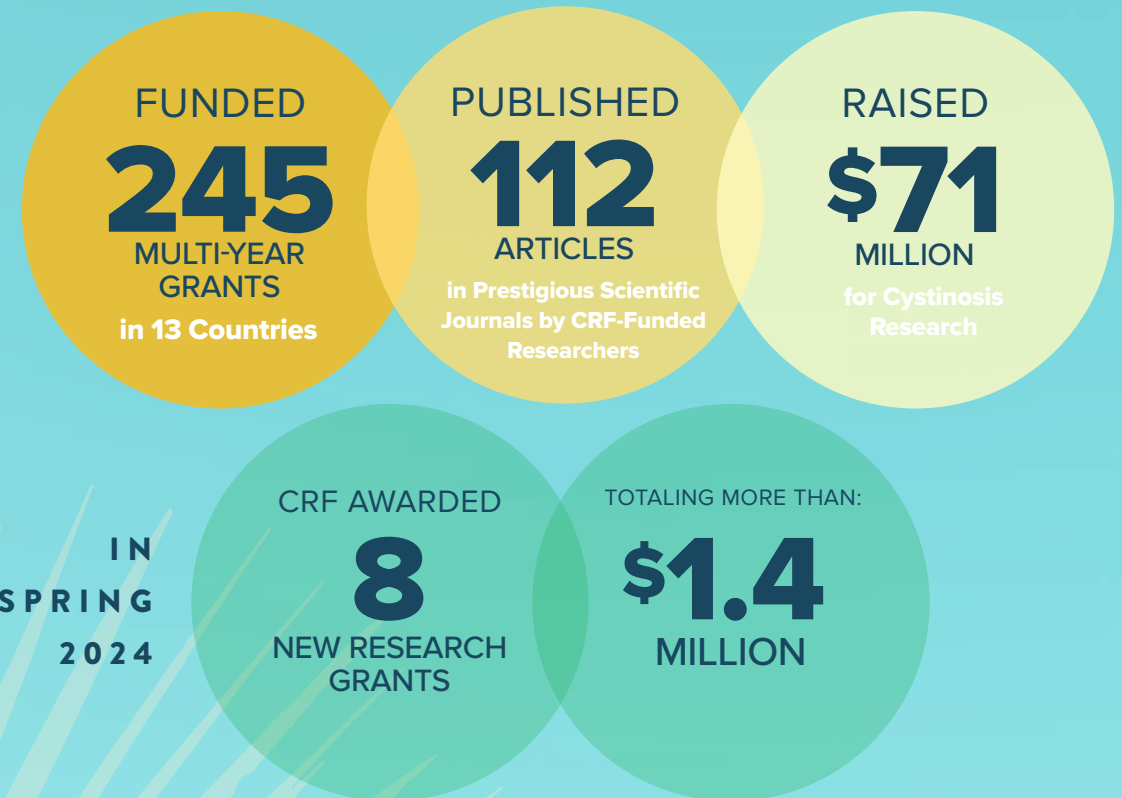 FUNDED
245
MULTI-YEAR
GRANTS
in 13 Countries
PUBLISHED
112
ARTICLES
in Prestigious Scientific
Journals by CRF-Funded
Researchers
RAISED
$71
MILLION
for Cystinosis
Research
IN
SPRING
2024
CRF AWARDED
8
NEW RESEARCH
GRANTS
TOTALING MORE THAN:
$1.4
MILLION